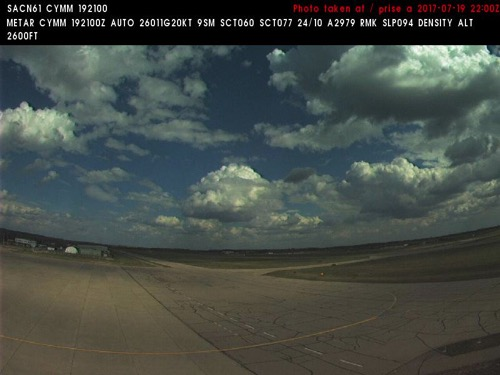 SACN61 CYMM 192100 Photo taken at / prise a 2017-07-19 22:00Z
METAR CYMM 192100Z AUTO 26011G20KT 9SM SCT060 SCT077 24/10 A2979 RMK SLP094 DENSITY ALT
2600FT